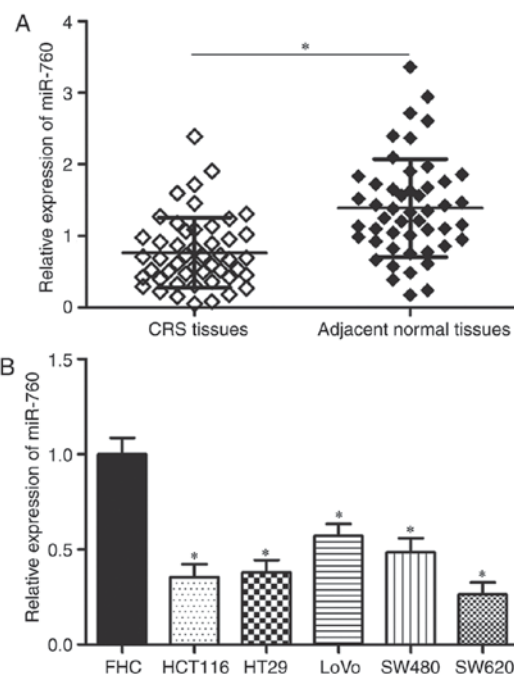 A
Relative expression of miR-760
4
3
2
1
0
*
CRS tissues
Adjacent normal tissues
B
Relative expression of miR-760
1.5
1.0
0.5
0.0
*
*
*
*
*
FHC
HCT116
HT29
LoVo
SW480
SW620